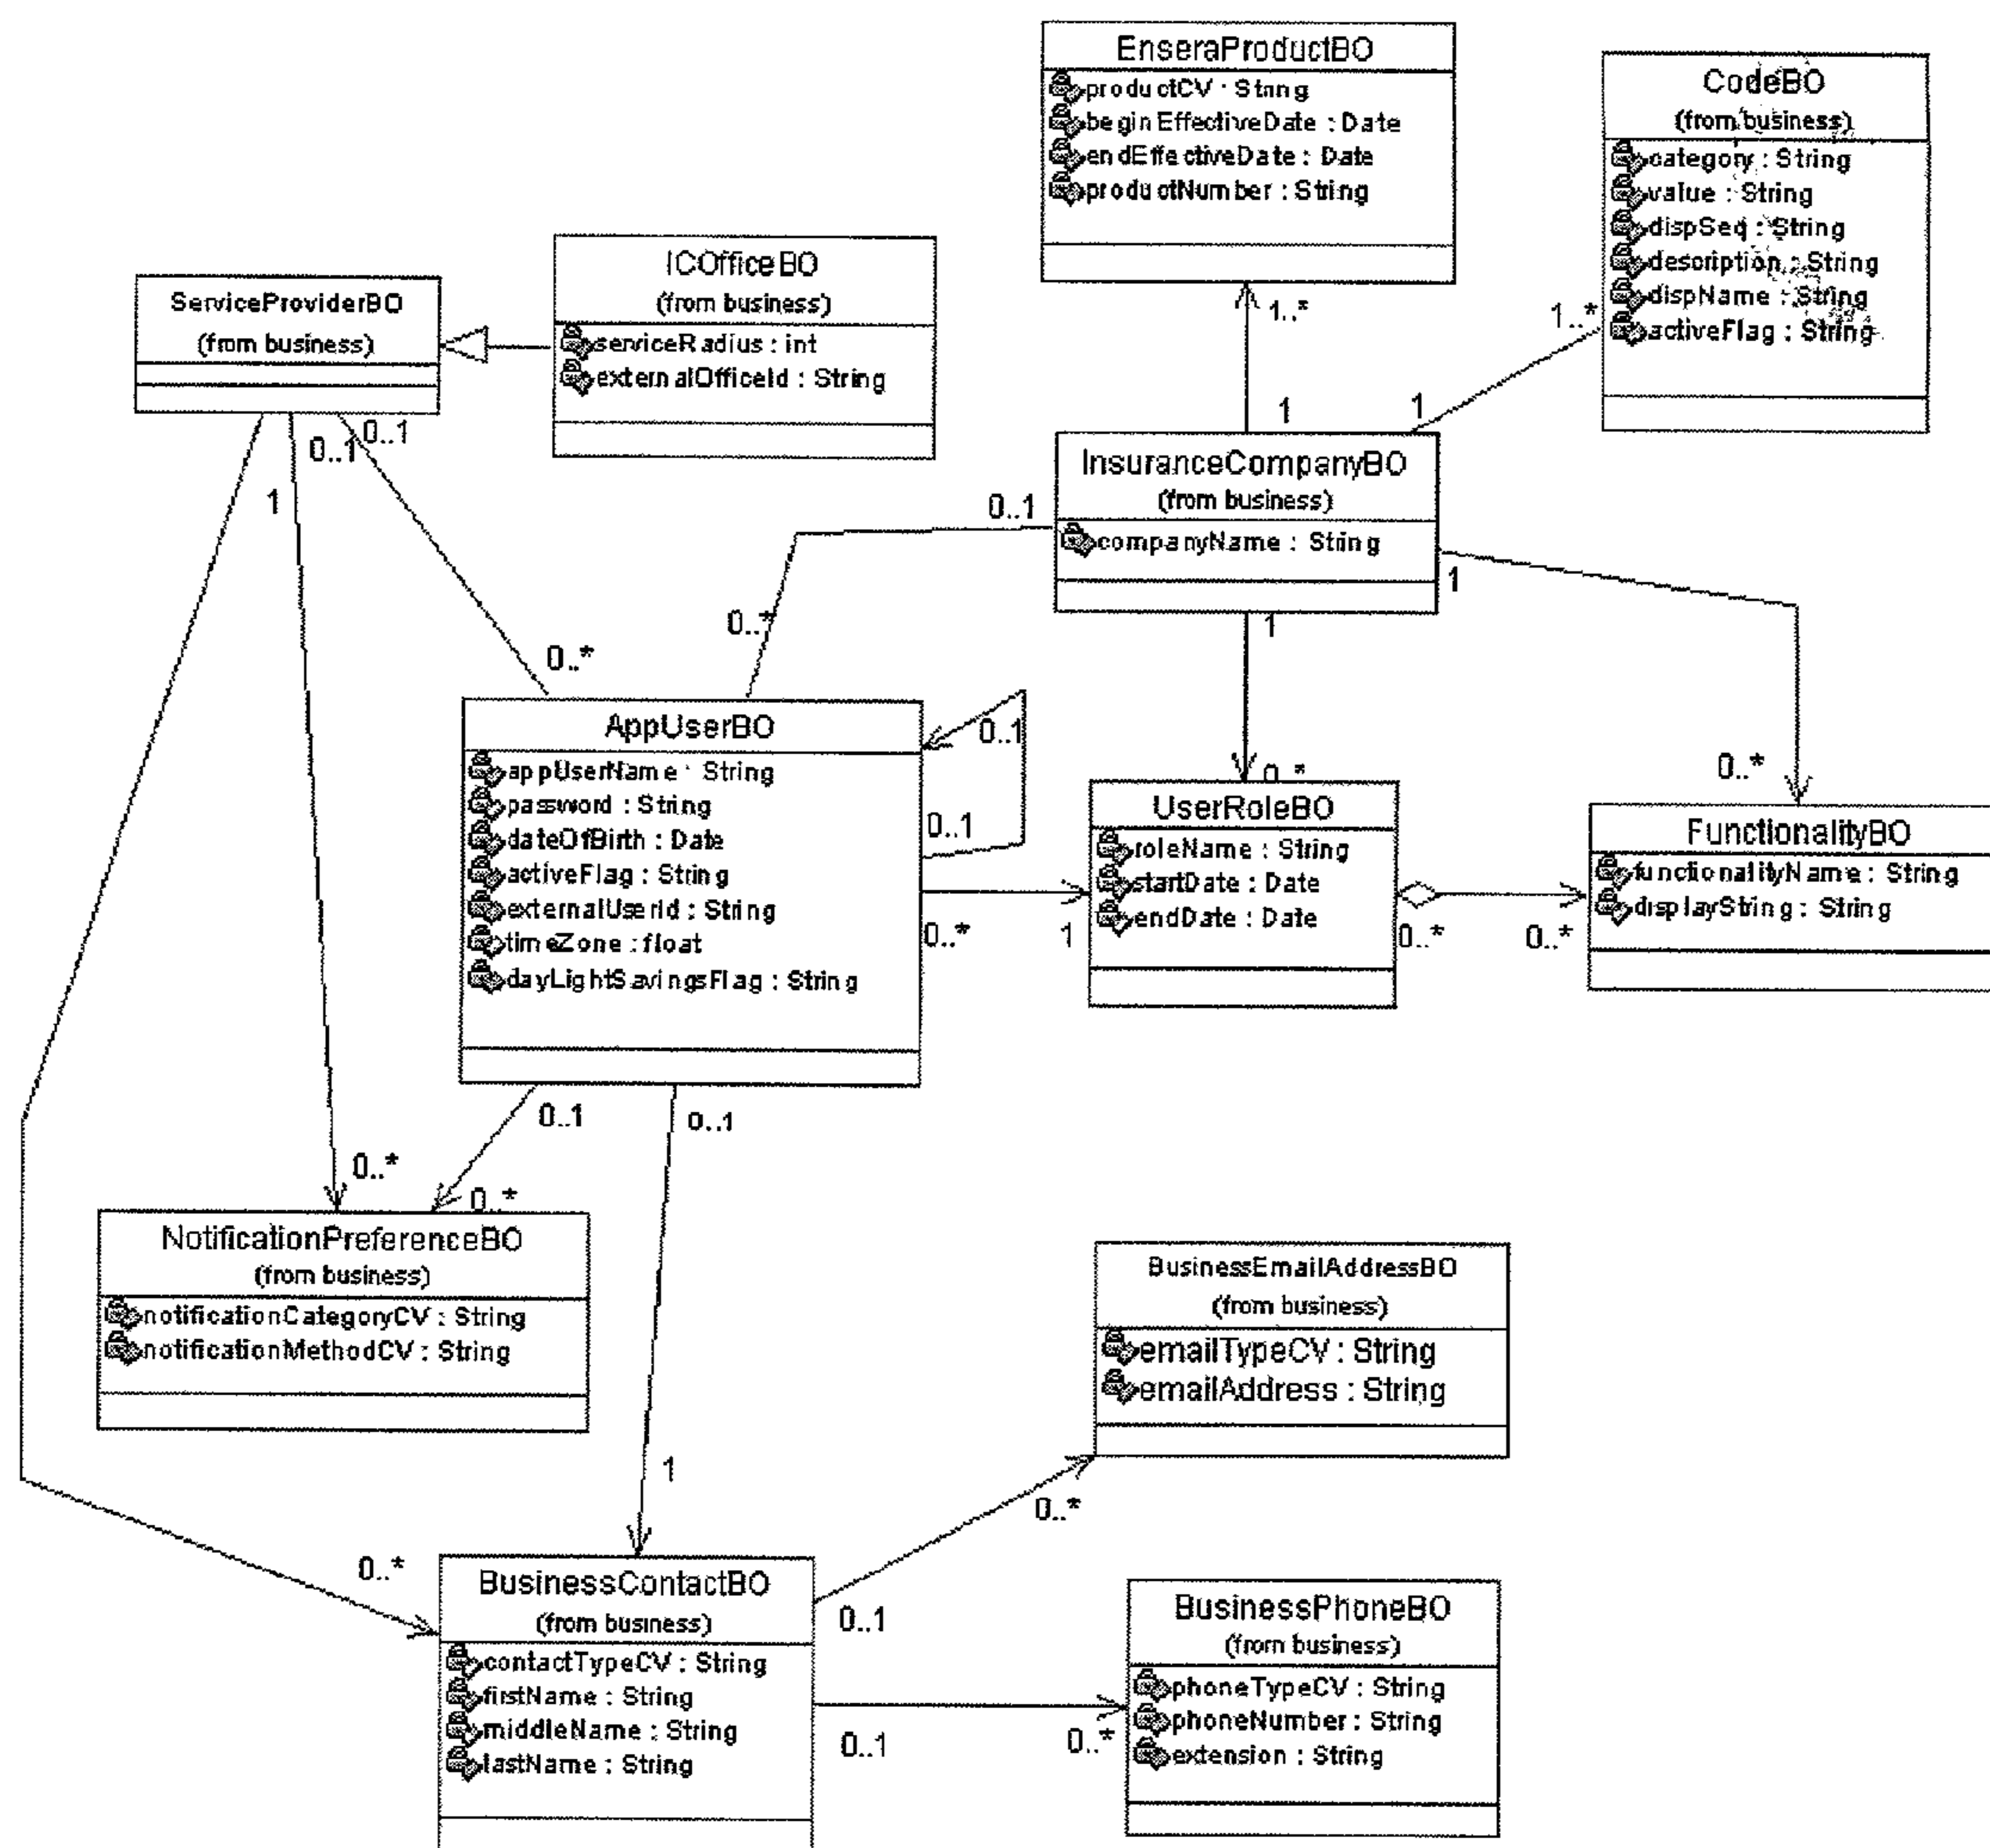 EnseraProductBO
productCV : String
beginEffectiveDate : Date
endEffectiveDate : Date
productNumber : String
CodeBO
(from business)
category : String
value : String
dispSeq : String
description : String
dispName : String
activeFlag : String
ICOfficeBO
(from business)
serviceRadius : int
externalOfficeId : String
ServiceProviderBO
(from business)
1..*
1..*
1
1
0..1
0..1
1
InsuranceCompanyBO
(from business)
companyName : String
0..1
1
0..*
1
0..*
0..*
0..*
AppUserBO
appUserName : String
password : String
dateOfBirth : Date
activeFlag : String
externalUserId : String
timeZone : float
dayLightSavingsFlag : String
0..1
0..1
0..*
1
UserRoleBO
roleName : String
startDate : Date
endDate : Date
0..*
0..*
FunctionalityBO
functionalityName : String
displayString : String
0..1
0..1
0..*
0..*
NotificationPreferenceBO
(from business)
notificationCategoryCV : String
notificationMethodCV : String
BusinessEmailAddressBO
(from business)
emailTypeCV : String
emailAddress : String
1
0..*
0..*
BusinessContactBO
(from business)
contactTypeCV : String
firstName : String
middleName : String
lastName : String
0..1
0..1
0..*
BusinessPhoneBO
(from business)
phoneTypeCV : String
phoneNumber : String
extension : String